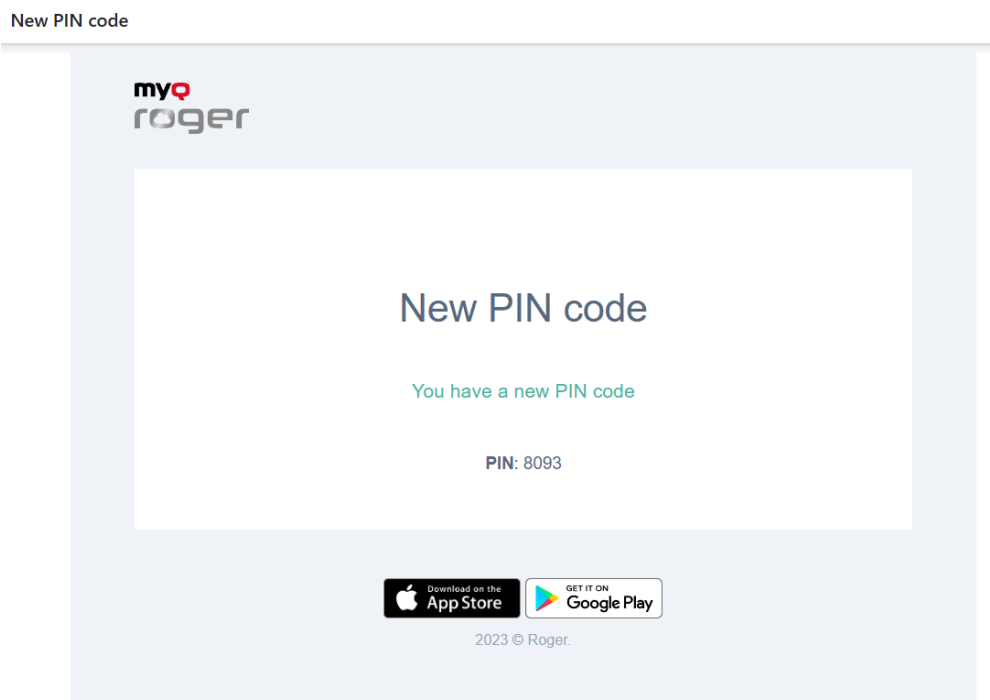 New PIN code
myQ
roger
New PIN code
You have a new PIN code
PIN: 8093
Download on the
App Store
GET IT ON
Google Play
2023 © Roger.